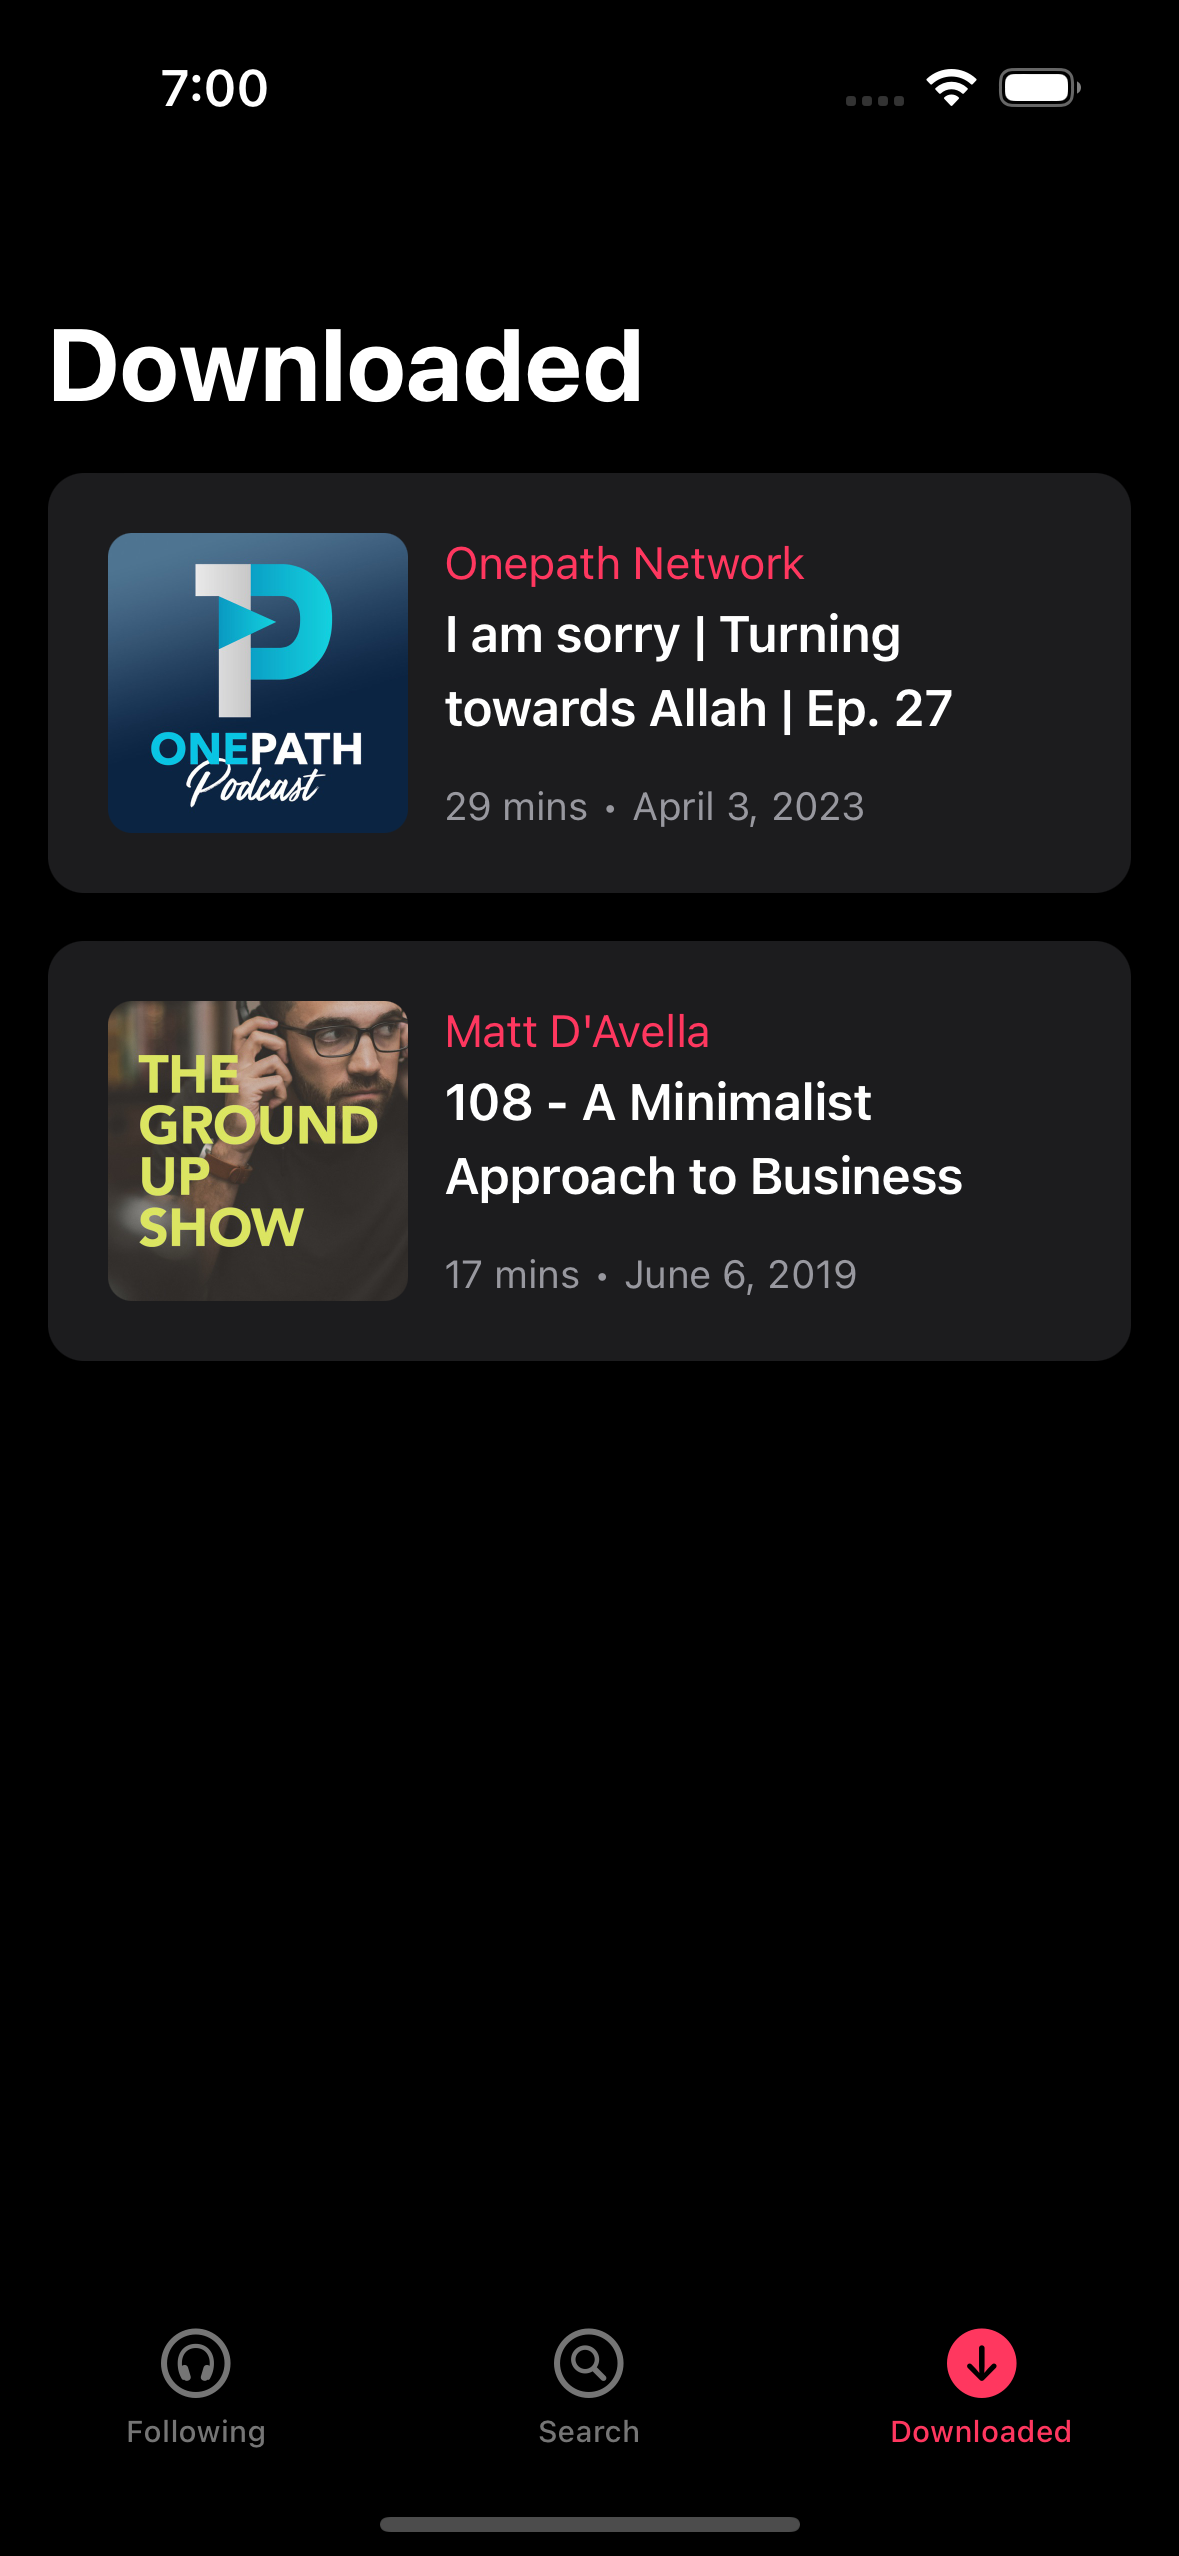 7:00
Downloaded
Onepath Network
I am sorry | Turning
towards Allah | Ep. 27
29 mins • April 3, 2023
ONEPATH
Podcast
Matt D'Avella
108 - A Minimalist
Approach to Business
17 mins • June 6, 2019
THE
GROUND
UP
SHOW
Following
Search
Downloaded